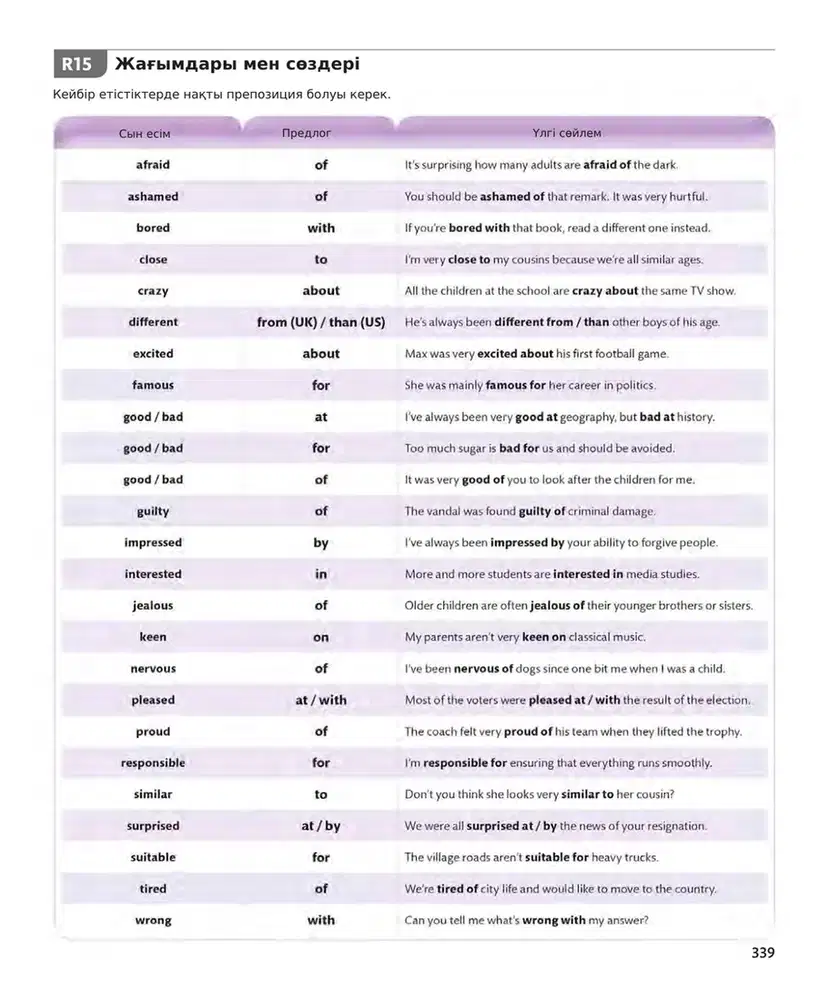 R15 Жағымдары мен сөздері
Кейбір етістіктерде нақты препозиция болуы керек.
Сын есім Предлог Үлгі сөйлем
afraid of It's surprising how many adults are afraid of the dark.
ashamed of You should be ashamed of that remark. It was very hurtful.
bored with If you're bored with that book, read a different one instead.
close to I'm very close to my cousins because we're all similar ages.
crazy about All the children at the school are crazy about the same TV show.
different from (UK) / than (US) He's always been different from / than other boys of his age.
excited about Max was very excited about his first football game.
famous for She was mainly famous for her career in politics.
good / bad at I've always been very good at geography, but bad at history.
good / bad for Too much sugar is bad for us and should be avoided.
good / bad of It was very good of you to look after the children for me.
guilty of The vandal was found guilty of criminal damage.
impressed by I've always been impressed by your ability to forgive people.
interested in More and more students are interested in media studies.
jealous of Older children are often jealous of their younger brothers or sisters.
keen on My parents aren't very keen on classical music.
nervous of I've been nervous of dogs since one bit me when I was a child.
pleased at / with Most of the voters were pleased at / with the result of the election.
proud of The coach felt very proud of his team when they lifted the trophy.
responsible for I'm responsible for ensuring that everything runs smoothly.
similar to Don't you think she looks very similar to her cousin?
surprised at / by We were all surprised at / by the news of your resignation.
suitable for The village roads aren't suitable for heavy trucks.
tired of We're tired of city life and would like to move to the country.
wrong with Can you tell me what's wrong with my answer?
339